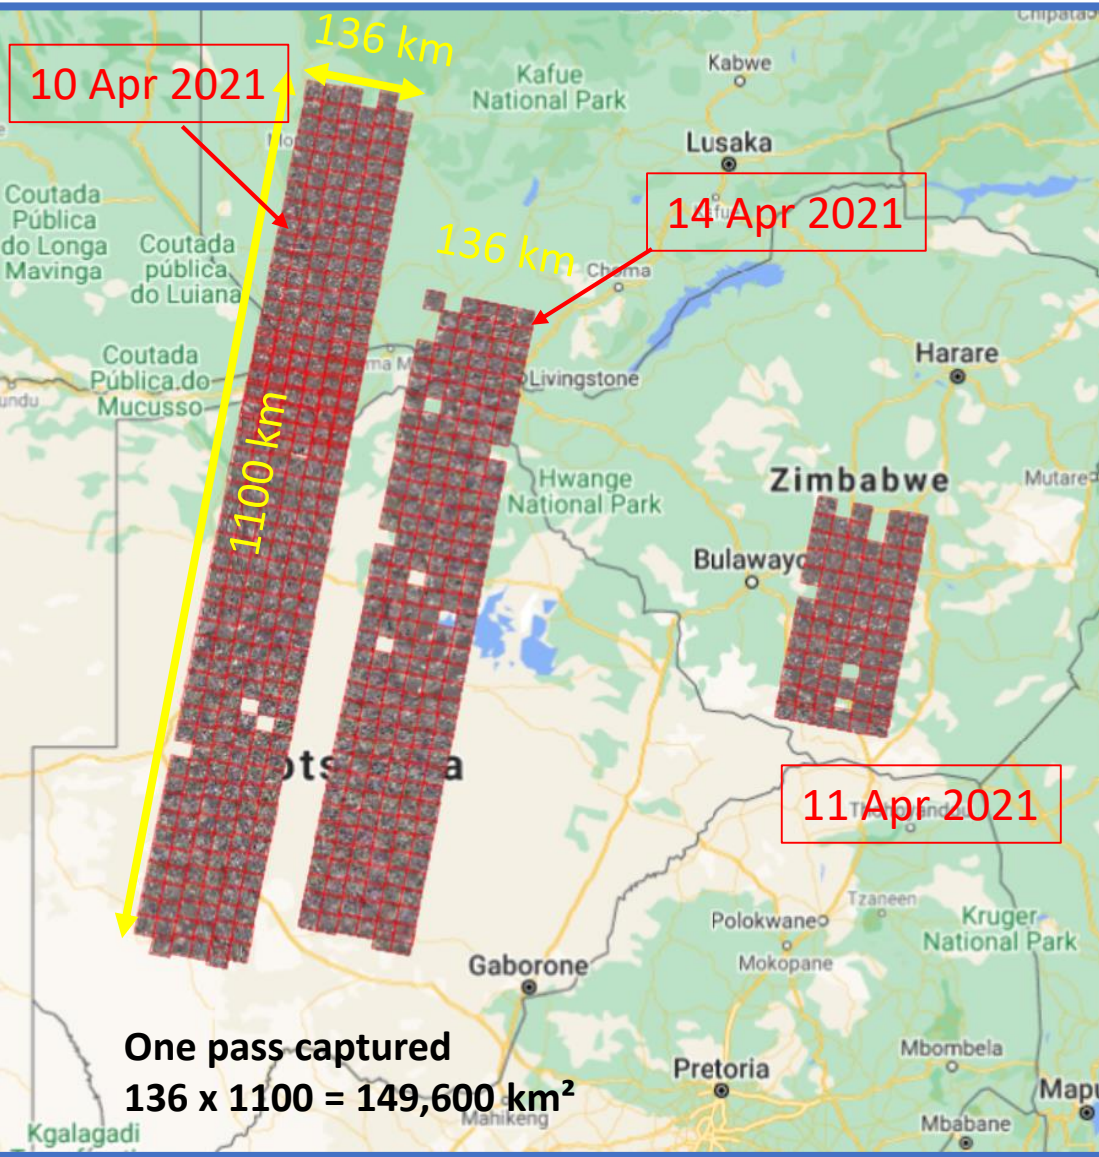 Chipata
136 km
10 Apr 2021
Kafue
National Park
Kabwe
Lusaka
Coutada
Pública
do Longa
Mavinga
Coutada
pública
do Luiana
14 Apr 2021
136 km
Choma
Coutada
Pública do
Mucusso
Livingstone
Harare
1100 km
Hwange
National Park
Zimbabwe
Mutare
Bulawayo
11 Apr 2021
Tzaneen
Polokwane
Mokopane
Kruger
National Park
Gaborone
One pass captured
136 x 1100 = 149,600 km²
Mahikeng
Pretoria
Mbombela
Mapu
Mbabane
Kgalagadi